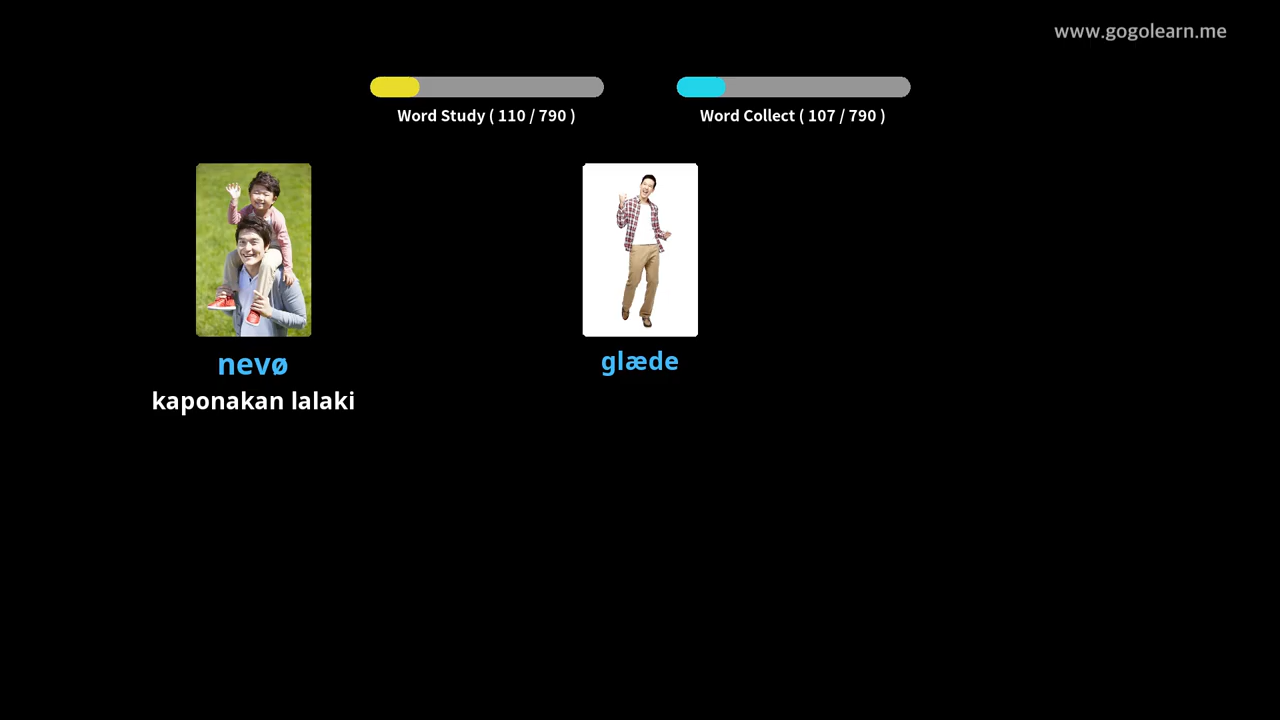 www.gogolearn.me
Word Study ( 110 / 790 )
Word Collect ( 107 / 790 )
nevø
kaponakan lalaki
glæde